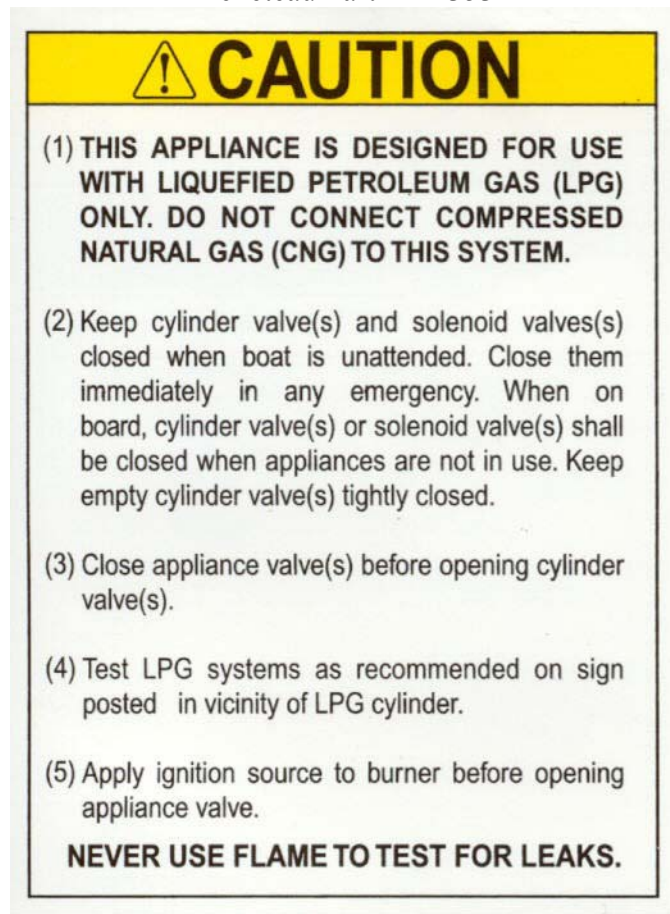 CAUTION
(1) THIS APPLIANCE IS DESIGNED FOR USE
WITH LIQUEFIED PETROLEUM GAS (LPG)
ONLY. DO NOT CONNECT COMPRESSED
NATURAL GAS (CNG) TO THIS SYSTEM.
(2) Keep cylinder valve(s) and solenoid valves(s)
closed when boat is unattended. Close them
immediately in any emergency. When on
board, cylinder valve(s) or solenoid valve(s) shall
be closed when appliances are not in use. Keep
empty cylinder valve(s) tightly closed.
(3) Close appliance valve(s) before opening cylinder
valve(s).
(4) Test LPG systems as recommended on sign
posted in vicinity of LPG cylinder.
(5) Apply ignition source to burner before opening
appliance valve.
NEVER USE FLAME TO TEST FOR LEAKS.